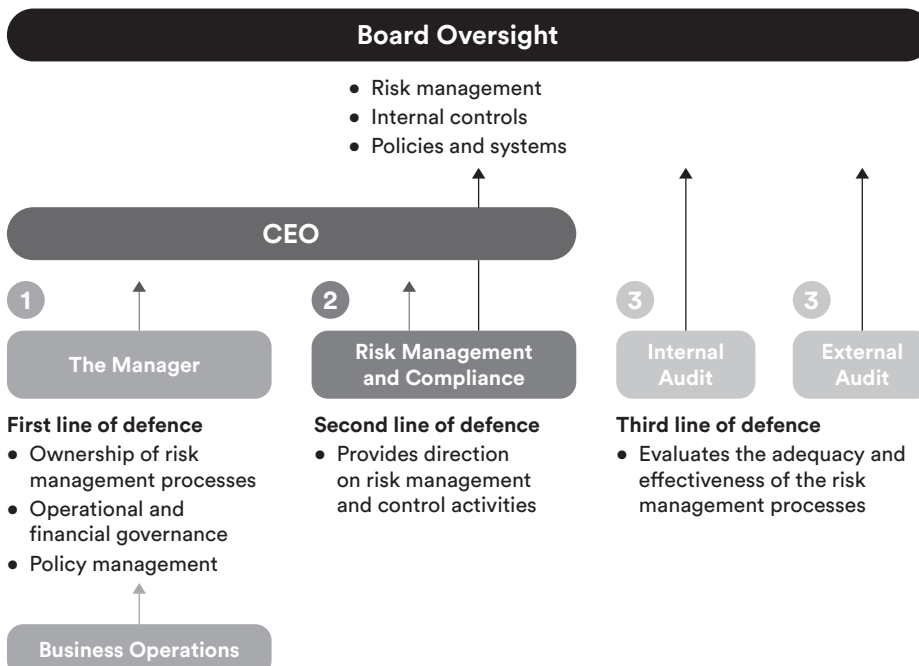 Board Oversight
• Risk management
• Internal controls
• Policies and systems
CEO
1
The Manager
First line of defence
• Ownership of risk
management processes
• Operational and
financial governance
• Policy management
Business Operations
2
Risk Management
and Compliance
Second line of defence
• Provides direction
on risk management
and control activities
3
Internal
Audit
3
External
Audit
Third line of defence
• Evaluates the adequacy and
effectiveness of the risk
management processes